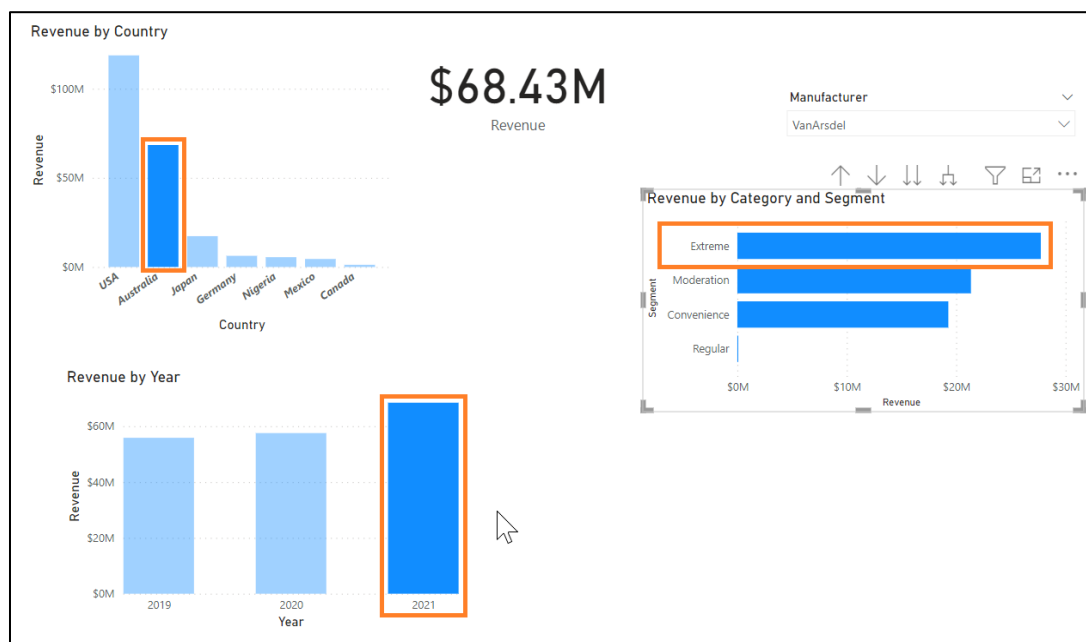 Revenue by Country
$100M
$50M
$0M
Revenue
USA
Australia
Japan
Germany
Nigeria
Mexico
Canada
Country
$68.43M
Revenue
Manufacturer
VanArsdel
Revenue by Category and Segment
Segment
Extreme
Moderation
Convenience
Regular
$0M
$10M
$20M
$30M
Revenue
Revenue by Year
$60M
$40M
$20M
$0M
Revenue
2019
2020
2021
Year